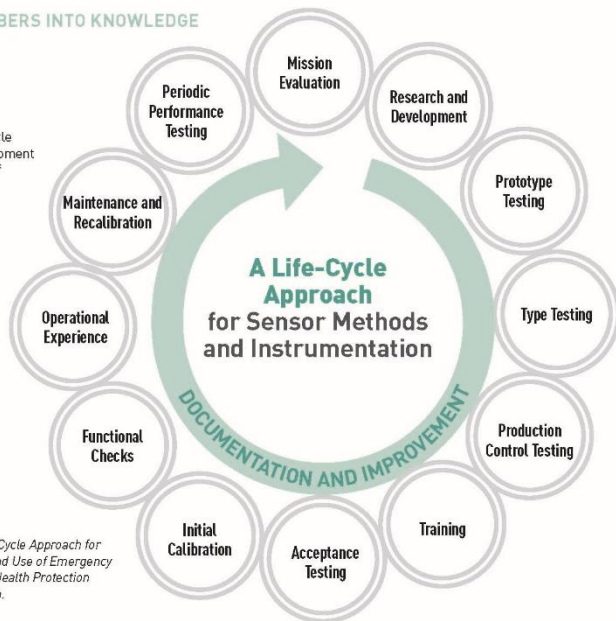 BERS INTO KNOWLEDGE
Mission
Evaluation
Research and
Development
Prototype
Testing
Type Testing
Production
Control Testing
Training
Acceptance
Testing
Initial
Calibration
Functional
Checks
Operational
Experience
Maintenance and
Recalibration
Periodic
Performance
Testing
A Life-Cycle
Approach
for Sensor Methods
and Instrumentation
DOCUMENTATION AND IMPROVEMENT
Cycle Approach for
nd Use of Emergency
Health Protection